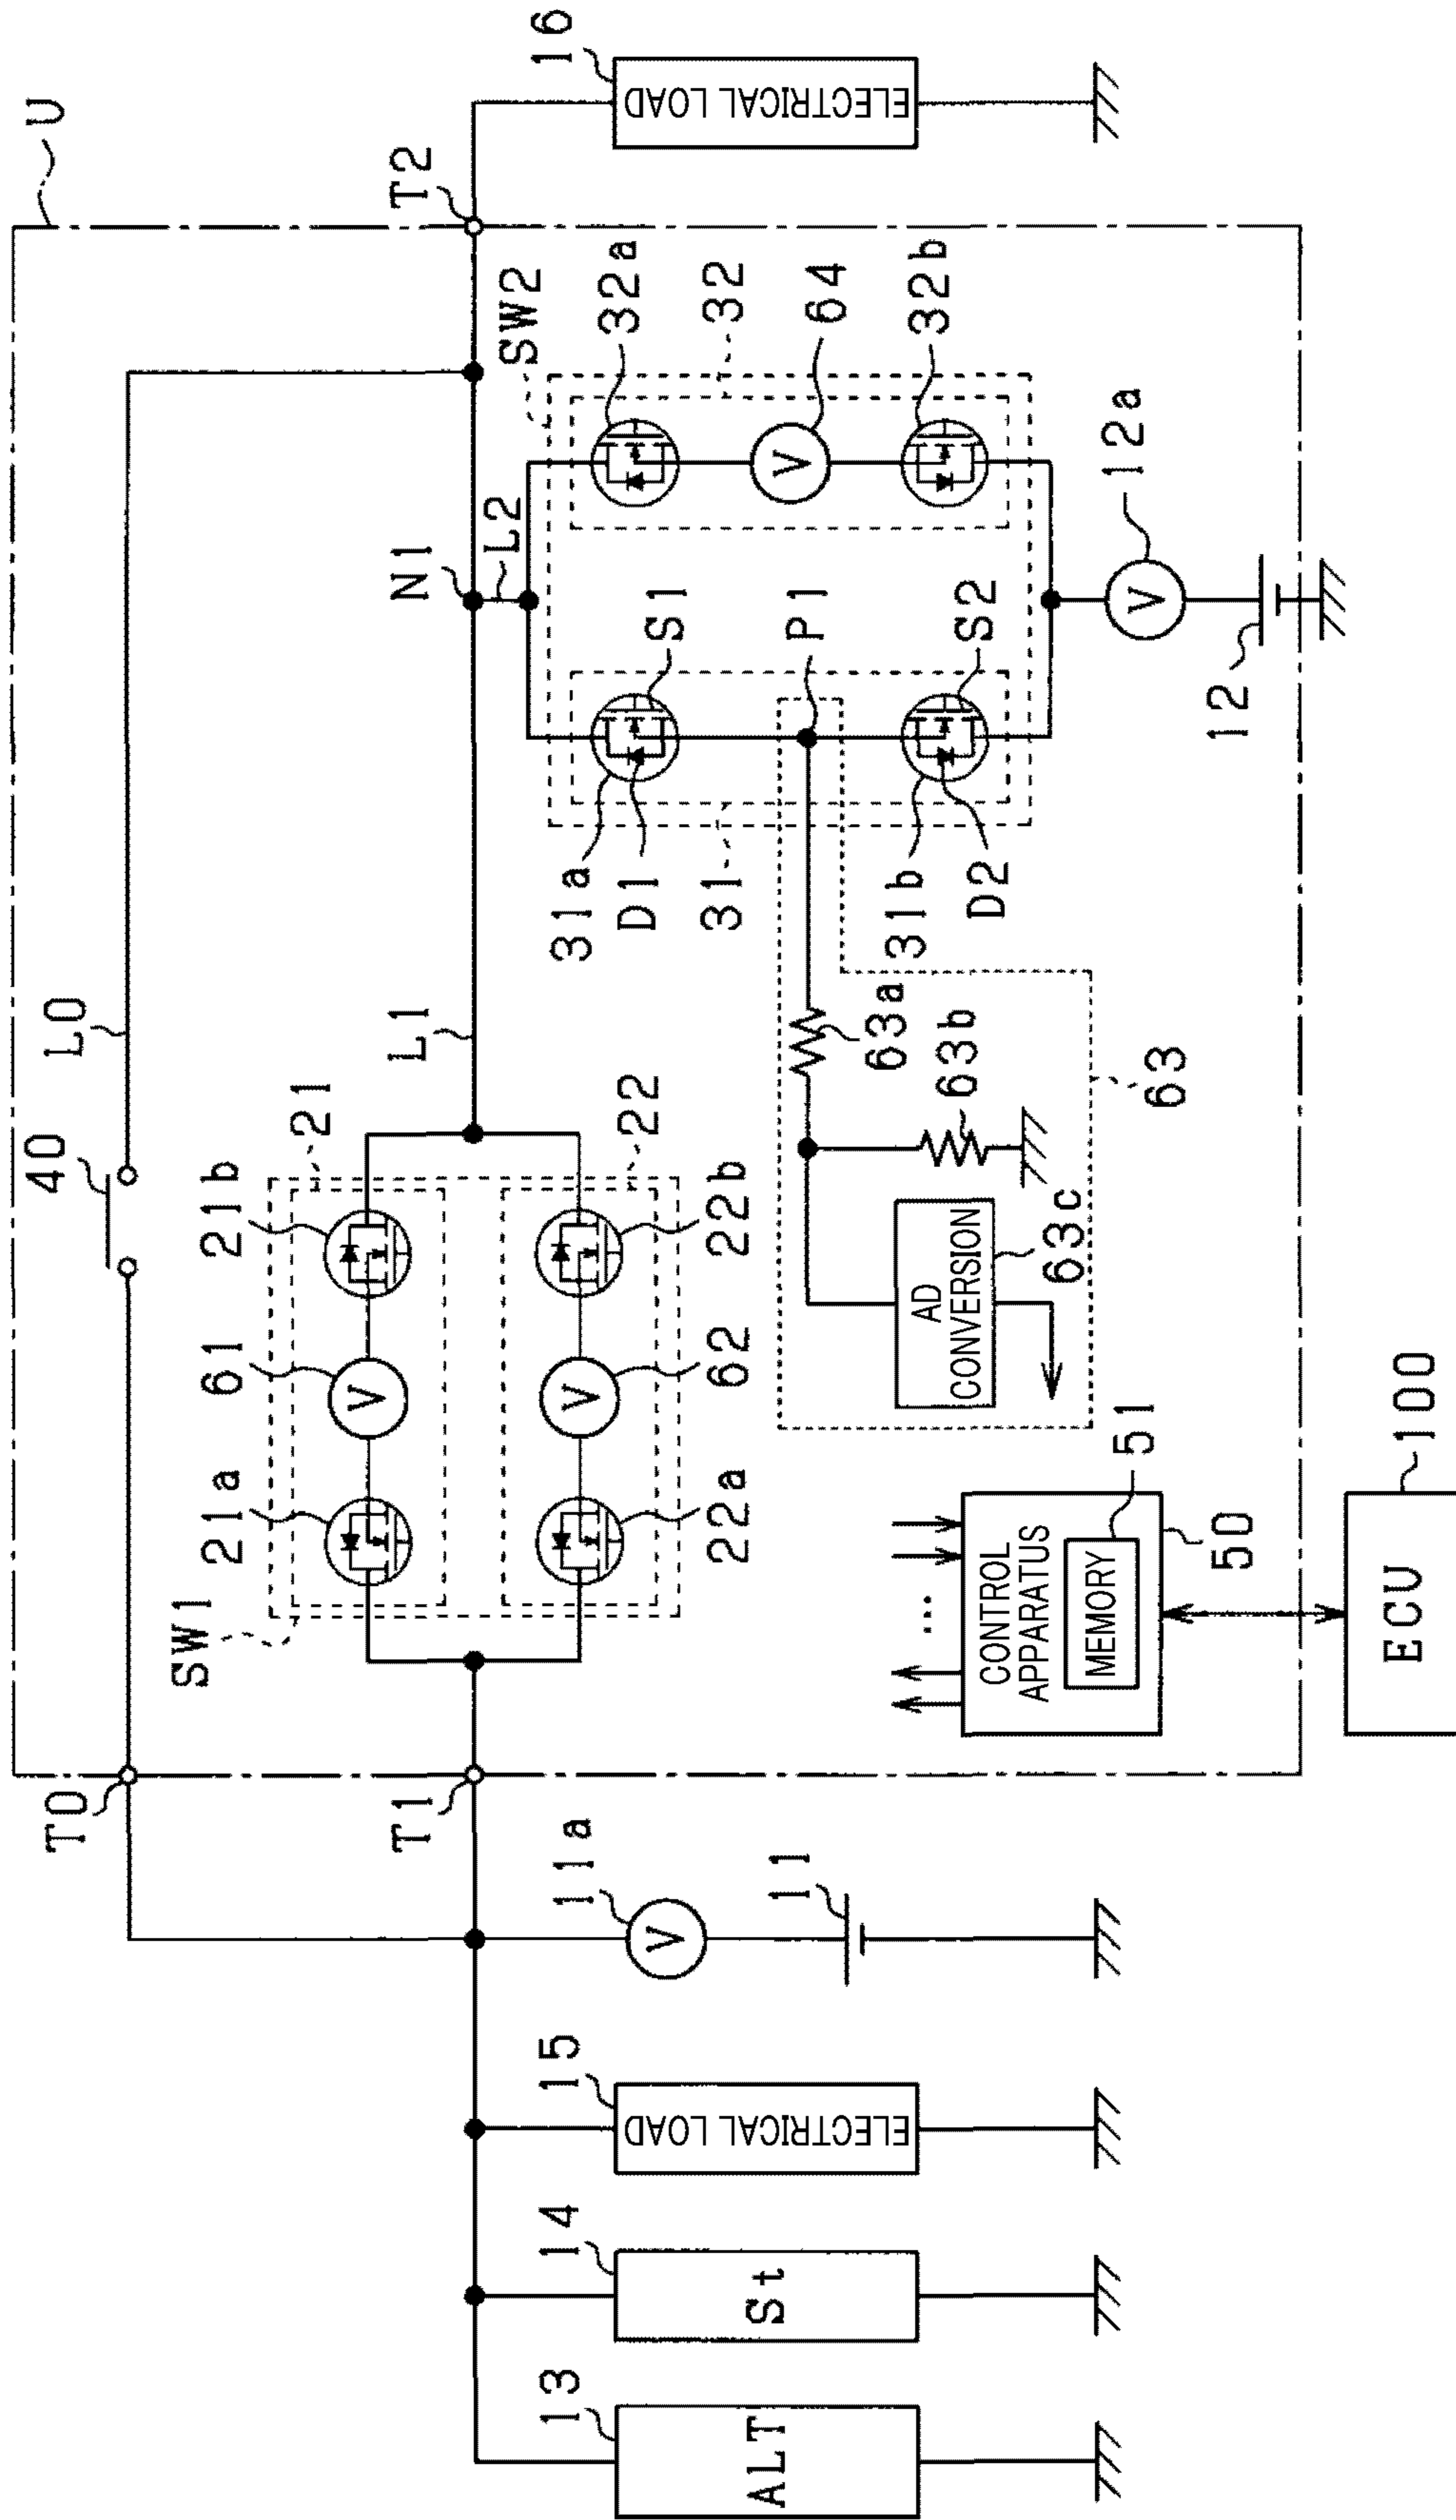 U
T0
40
L0
T1
SW1
21a
61
21b
21
22a
62
22b
22
L1
N1
L2
T2
SW2
32a
32
64
32b
31a
D1
S1
31
P1
31b
D2
S2
12a
12
63a
63b
63c
63
AD
CONVERSION
CONTROL
APPARATUS
MEMORY
51
50
ECU
100
V
V
V
V
V
11a
11
13
ALT
14
St
15
ELECTRICAL LOAD
16
ELECTRICAL LOAD